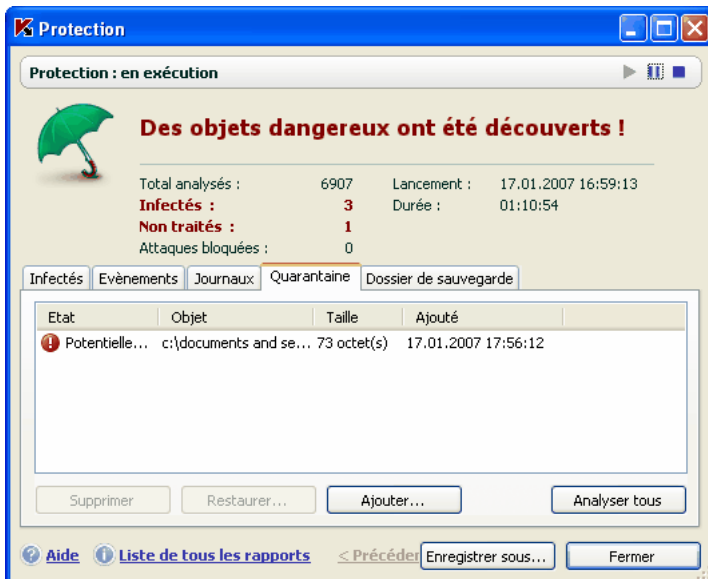 Protection
Protection : en exécution
Des objets dangereux ont été découverts !
Total analysés : 6907 Lancement : 17.01.2007 16:59:13
Infectés : 3 Durée : 01:10:54
Non traités : 1
Attaques bloquées : 0
Infectés Evènements Journaux Quarantaine Dossier de sauvegarde
Etat Objet Taille Ajouté
Potentielle... c:\documents and se... 73 octet(s) 17.01.2007 17:56:12
Supprimer Restaurer... Ajouter... Analyser tous
Aide Liste de tous les rapports < Précéder Enregistrer sous... Fermer